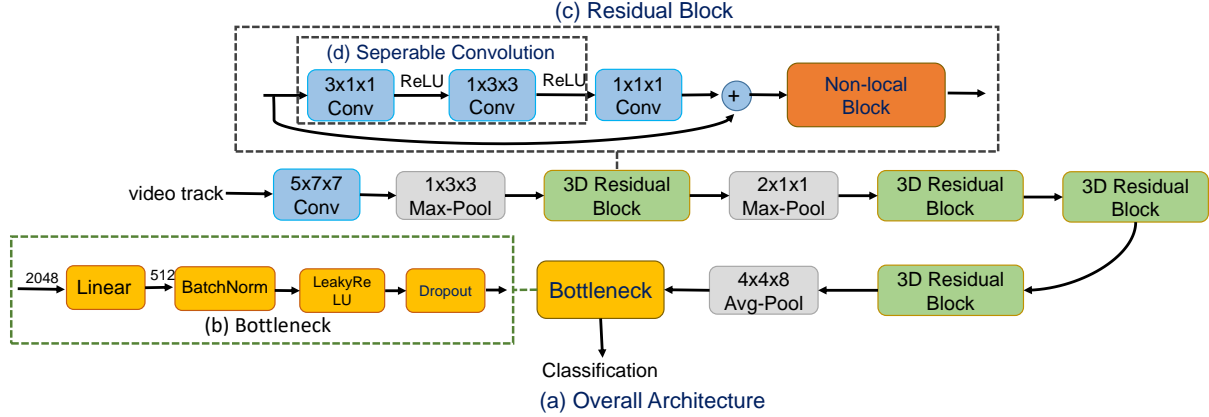 (c) Residual Block
(d) Seperable Convolution
3x1x1
Conv
ReLU
1x3x3
Conv
ReLU
1x1x1
Conv
+
Non-local
Block
video track
5x7x7
Conv
1x3x3
Max-Pool
3D Residual
Block
2x1x1
Max-Pool
3D Residual
Block
3D Residual
Block
2048
Linear
512
BatchNorm
LeakyRe
LU
Dropout
(b) Bottleneck
Bottleneck
4x4x8
Avg-Pool
3D Residual
Block
Classification
(a) Overall Architecture